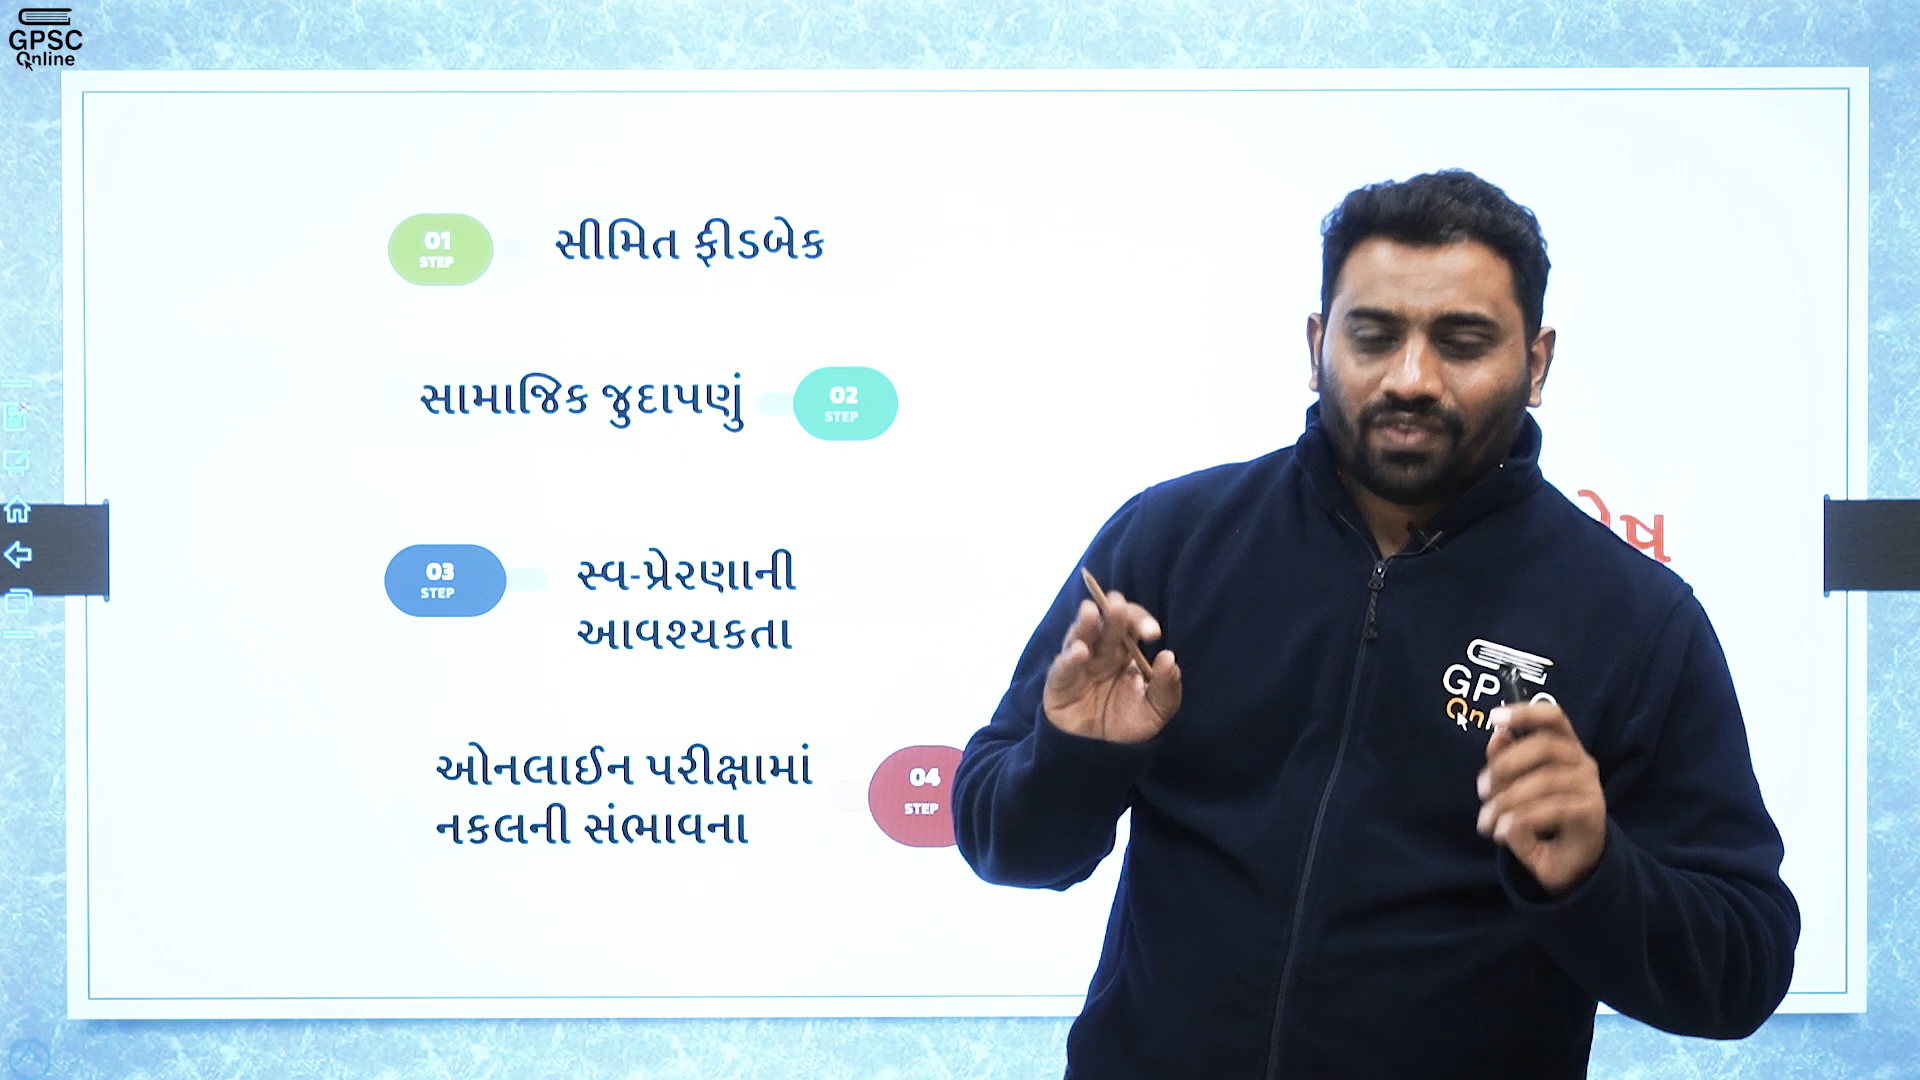 GPSC
Online
01
STEP
સીમિત ફીડબેક
સામાજિક જુદાપણું
02
STEP
03
STEP
સ્વ-પ્રેરણાની
આવશ્યકતા
ઓનલાઈન પરીક્ષામાં
નકલની સંભાવના
04
STEP